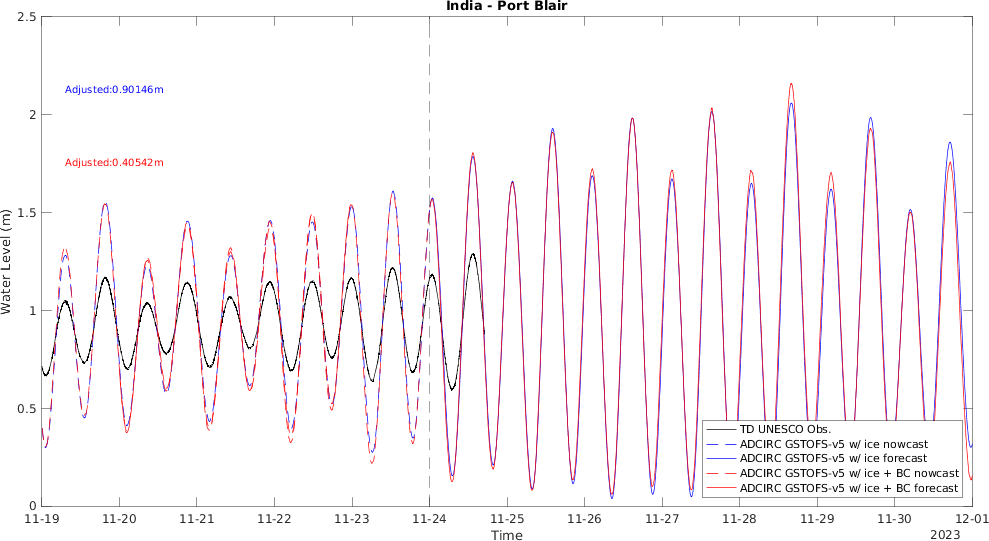 India - Port Blair
2.5
2
1.5
1
0.5
0
Water Level (m)
Adjusted:0.90146m
Adjusted:0.40542m
TD UNESCO Obs.
ADCIRC GSTOFS-v5 w/ ice nowcast
ADCIRC GSTOFS-v5 w/ ice forecast
ADCIRC GSTOFS-v5 w/ ice + BC nowcast
ADCIRC GSTOFS-v5 w/ ice + BC forecast
11-19 11-20 11-21 11-22 11-23 11-24 11-25 11-26 11-27 11-28 11-29 11-30 12-01
Time
2023